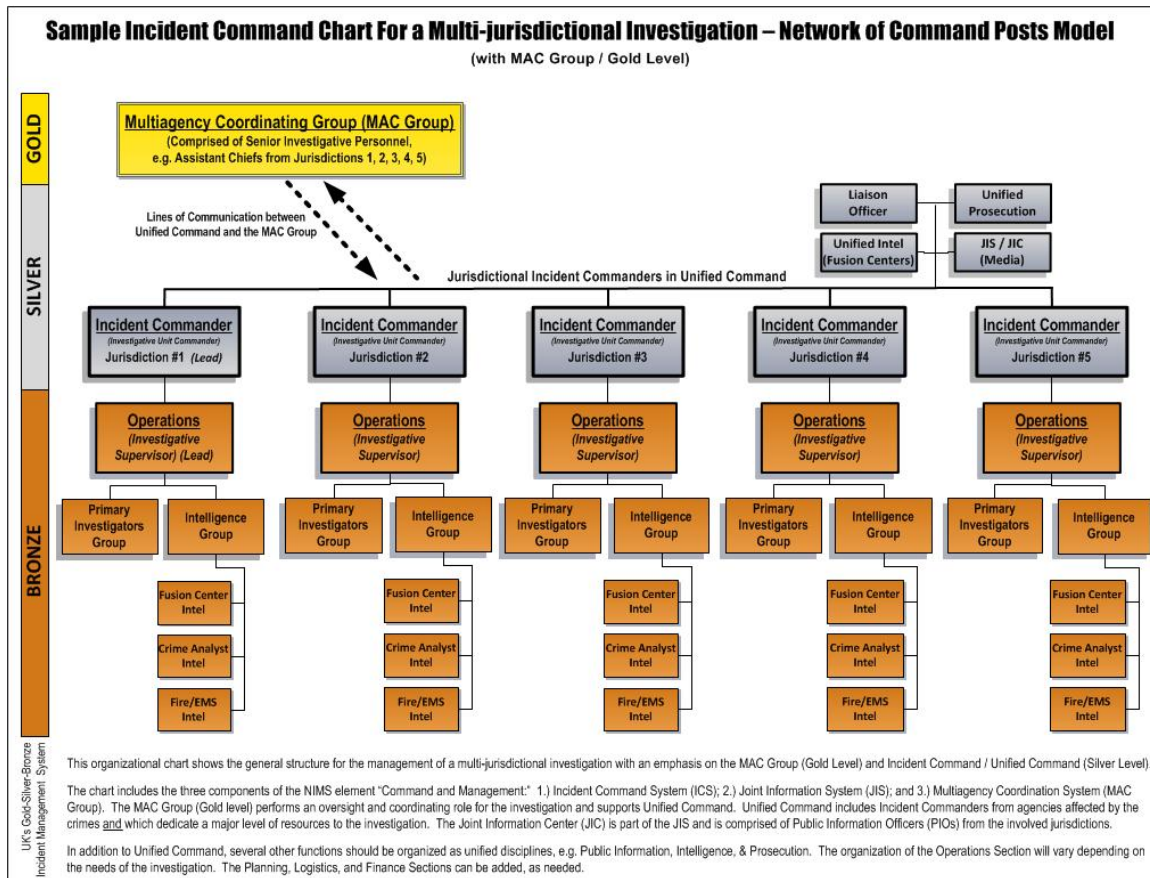 Sample Incident Command Chart For a Multi-jurisdictional Investigation – Network of Command Posts Model
(with MAC Group / Gold Level)
GOLD
Multiagency Coordinating Group (MAC Group)
(Comprised of Senior Investigative Personnel,
e.g. Assistant Chiefs from Jurisdictions 1, 2, 3, 4, 5)
SILVER
Lines of Communication between
Unified Command and the MAC Group
Liaison
Officer
Unified
Prosecution
Unified Intel
(Fusion Centers)
JIS / JIC
(Media)
Jurisdictional Incident Commanders in Unified Command
Incident Commander
(Investigative Unit Commander)
Jurisdiction #1 (Lead)
Incident Commander
(Investigative Unit Commander)
Jurisdiction #2
Incident Commander
(Investigative Unit Commander)
Jurisdiction #3
Incident Commander
(Investigative Unit Commander)
Jurisdiction #4
Incident Commander
(Investigative Unit Commander)
Jurisdiction #5
BRONZE
Operations
(Investigative
Supervisor) (Lead)
Operations
(Investigative
Supervisor)
Operations
(Investigative
Supervisor)
Operations
(Investigative
Supervisor)
Operations
(Investigative
Supervisor)
Primary
Investigators
Group
Intelligence
Group
Primary
Investigators
Group
Intelligence
Group
Primary
Investigators
Group
Intelligence
Group
Primary
Investigators
Group
Intelligence
Group
Primary
Investigators
Group
Intelligence
Group
Fusion Center
Intel
Fusion Center
Intel
Fusion Center
Intel
Fusion Center
Intel
Fusion Center
Intel
Crime Analyst
Intel
Crime Analyst
Intel
Crime Analyst
Intel
Crime Analyst
Intel
Crime Analyst
Intel
Fire/EMS
Intel
Fire/EMS
Intel
Fire/EMS
Intel
Fire/EMS
Intel
Fire/EMS
Intel
UK's Gold-Silver-Bronze
Incident Management System
This organizational chart shows the general structure for the management of a multi-jurisdictional investigation with an emphasis on the MAC Group (Gold Level) and Incident Command / Unified Command (Silver Level).
The chart includes the three components of the NIMS element “Command and Management:” 1.) Incident Command System (ICS); 2.) Joint Information System (JIS); and 3.) Multiagency Coordination System (MAC
Group). The MAC Group (Gold level) performs an oversight and coordinating role for the investigation and supports Unified Command. Unified Command includes Incident Commanders from agencies affected by the
crimes and which dedicate a major level of resources to the investigation. The Joint Information Center (JIC) is part of the JIS and is comprised of Public Information Officers (PIOs) from the involved jurisdictions.
In addition to Unified Command, several other functions should be organized as unified disciplines, e.g. Public Information, Intelligence, & Prosecution. The organization of the Operations Section will vary depending on
the needs of the investigation. The Planning, Logistics, and Finance Sections can be added, as needed.